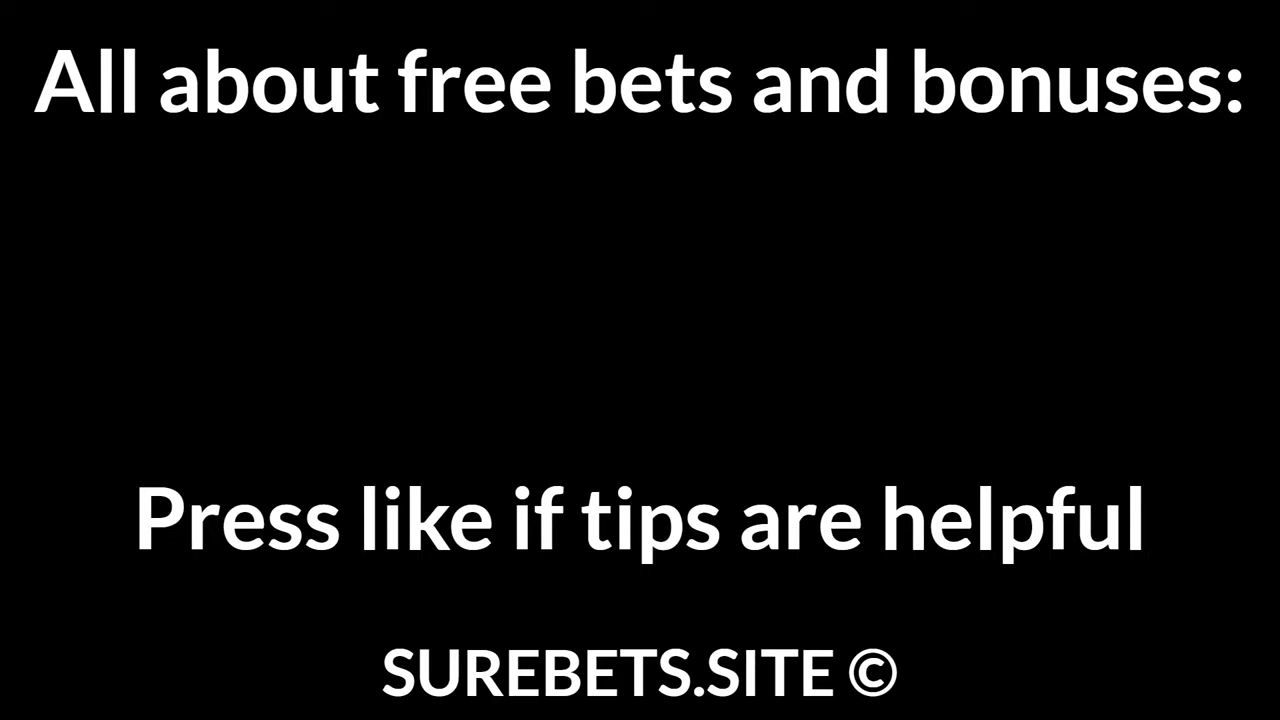 All about free bets and bonuses:
Press like if tips are helpful
SUREBETS.SITE ©